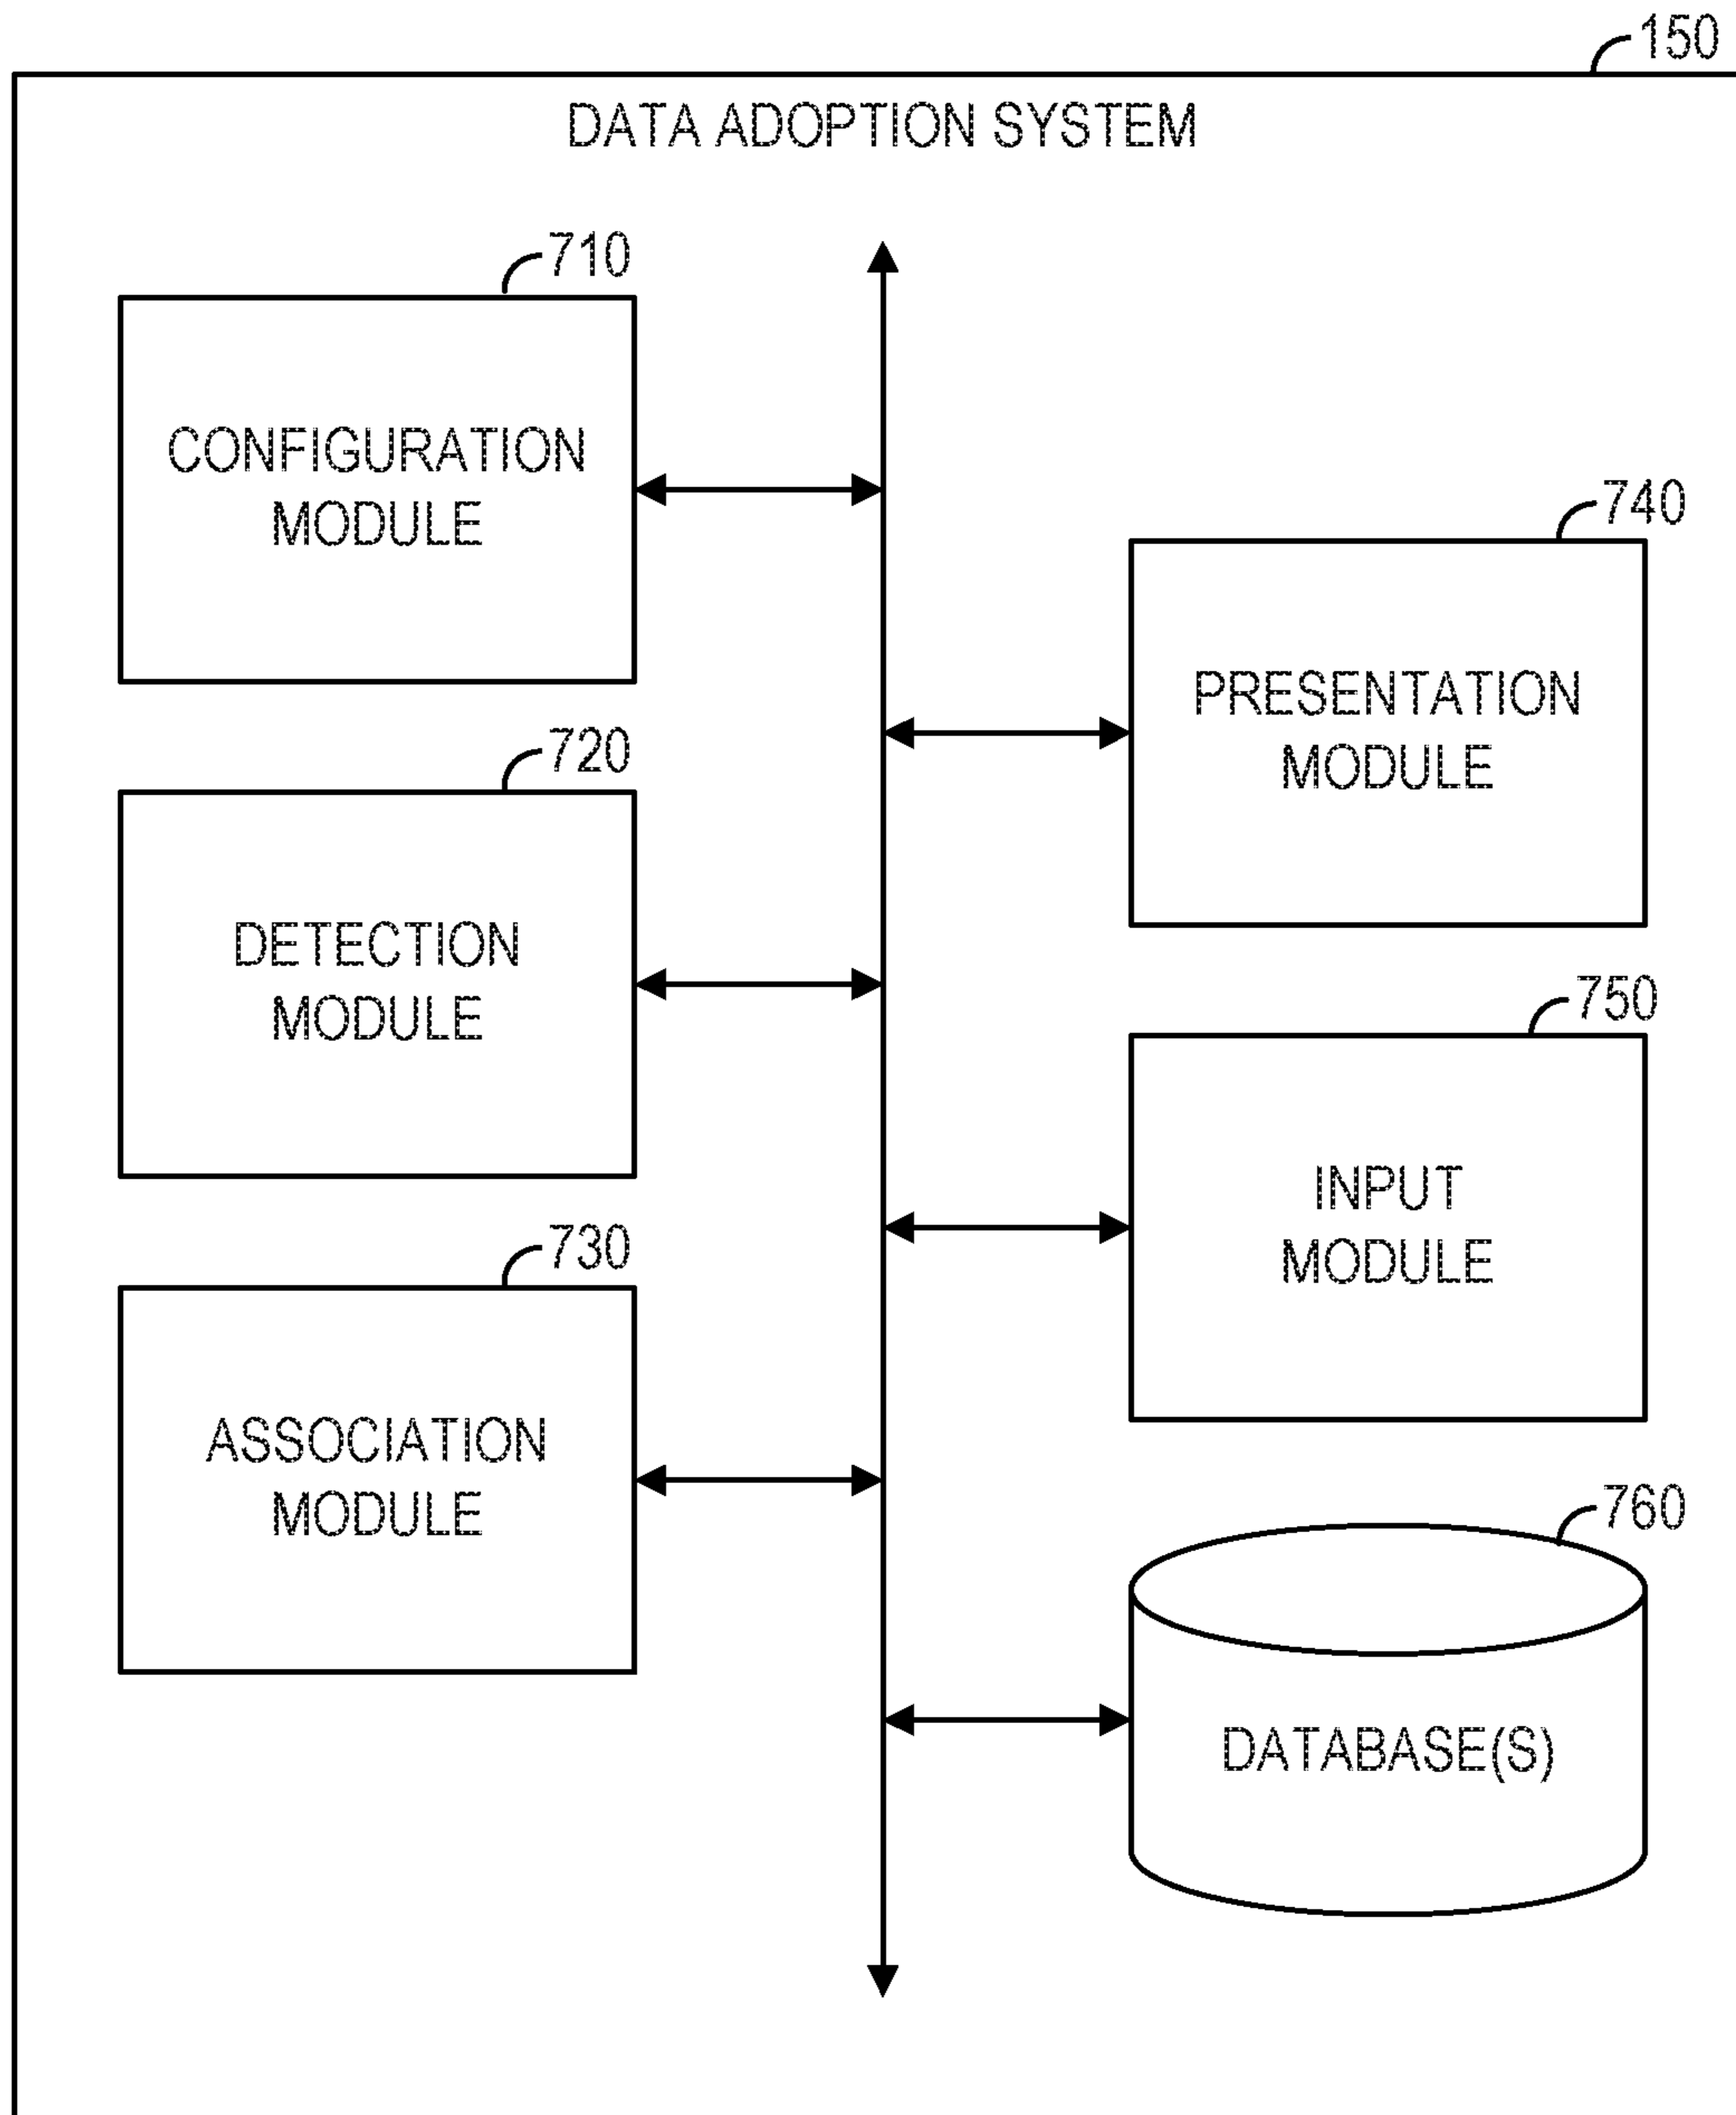 150
DATA ADOPTION SYSTEM
710
CONFIGURATION
MODULE
720
DETECTION
MODULE
730
ASSOCIATION
MODULE
740
PRESENTATION
MODULE
750
INPUT
MODULE
760
DATABASE(S)